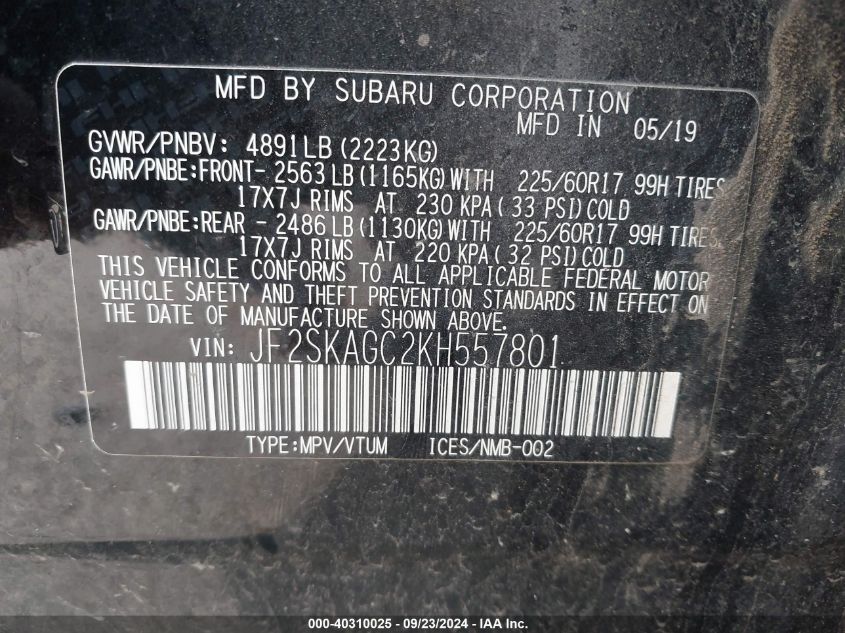 MFD BY SUBARU CORPORATION
MFD IN 05/19
GVWR/PNBV: 4891LB(2223KG)
GAWR/PNBE:FRONT- 2563LB(1165KG)WITH 225/60R17 99H TIRES
17X7J RIMS AT 230 KPA( 33 PSI)COLD
GAWR/PNBE:REAR - 2486LB(1130KG)WITH 225/60R17 99H TIRES
17X7J RIMS AT 220 KPA( 32 PSI)COLD
THIS VEHICLE CONFORMS TO ALL APPLICABLE FEDERAL MOTOR
VEHICLE SAFETY AND THEFT PREVENTION STANDARDS IN EFFECT ON
THE DATE OF MANUFACTURE SHOWN ABOVE.
VIN: JF2SKAGC2KH557801
TYPE:MPV/VTUM ICES/NMB-002
000-40310025 - 09/23/2024 - IAA Inc.